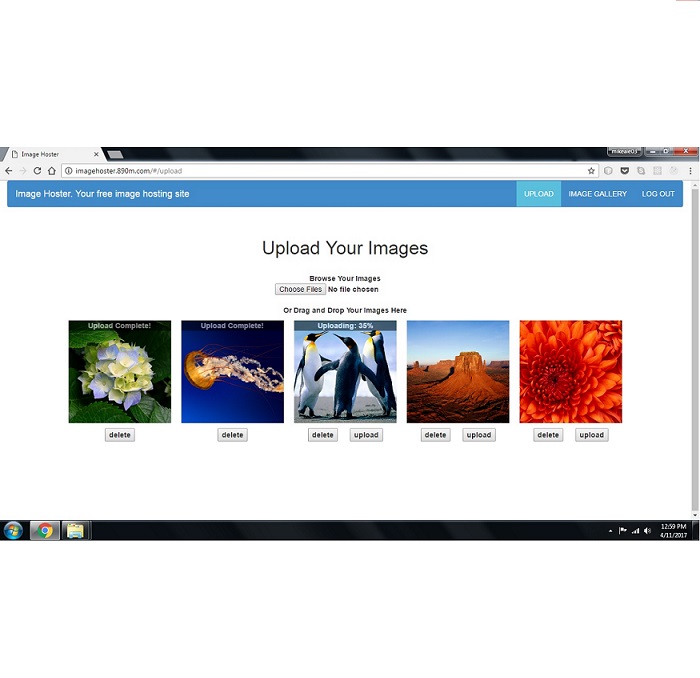 Image Hoster
imagehoster.890m.com/#/upload
Image Hoster. Your free image hosting site
UPLOAD IMAGE GALLERY LOG OUT
Upload Your Images
Browse Your Images
Choose Files No file chosen
Or Drag and Drop Your Images Here
Upload Complete! Upload Complete! Uploading: 35%
delete delete delete upload delete upload delete upload
12:59 PM
4/11/2017